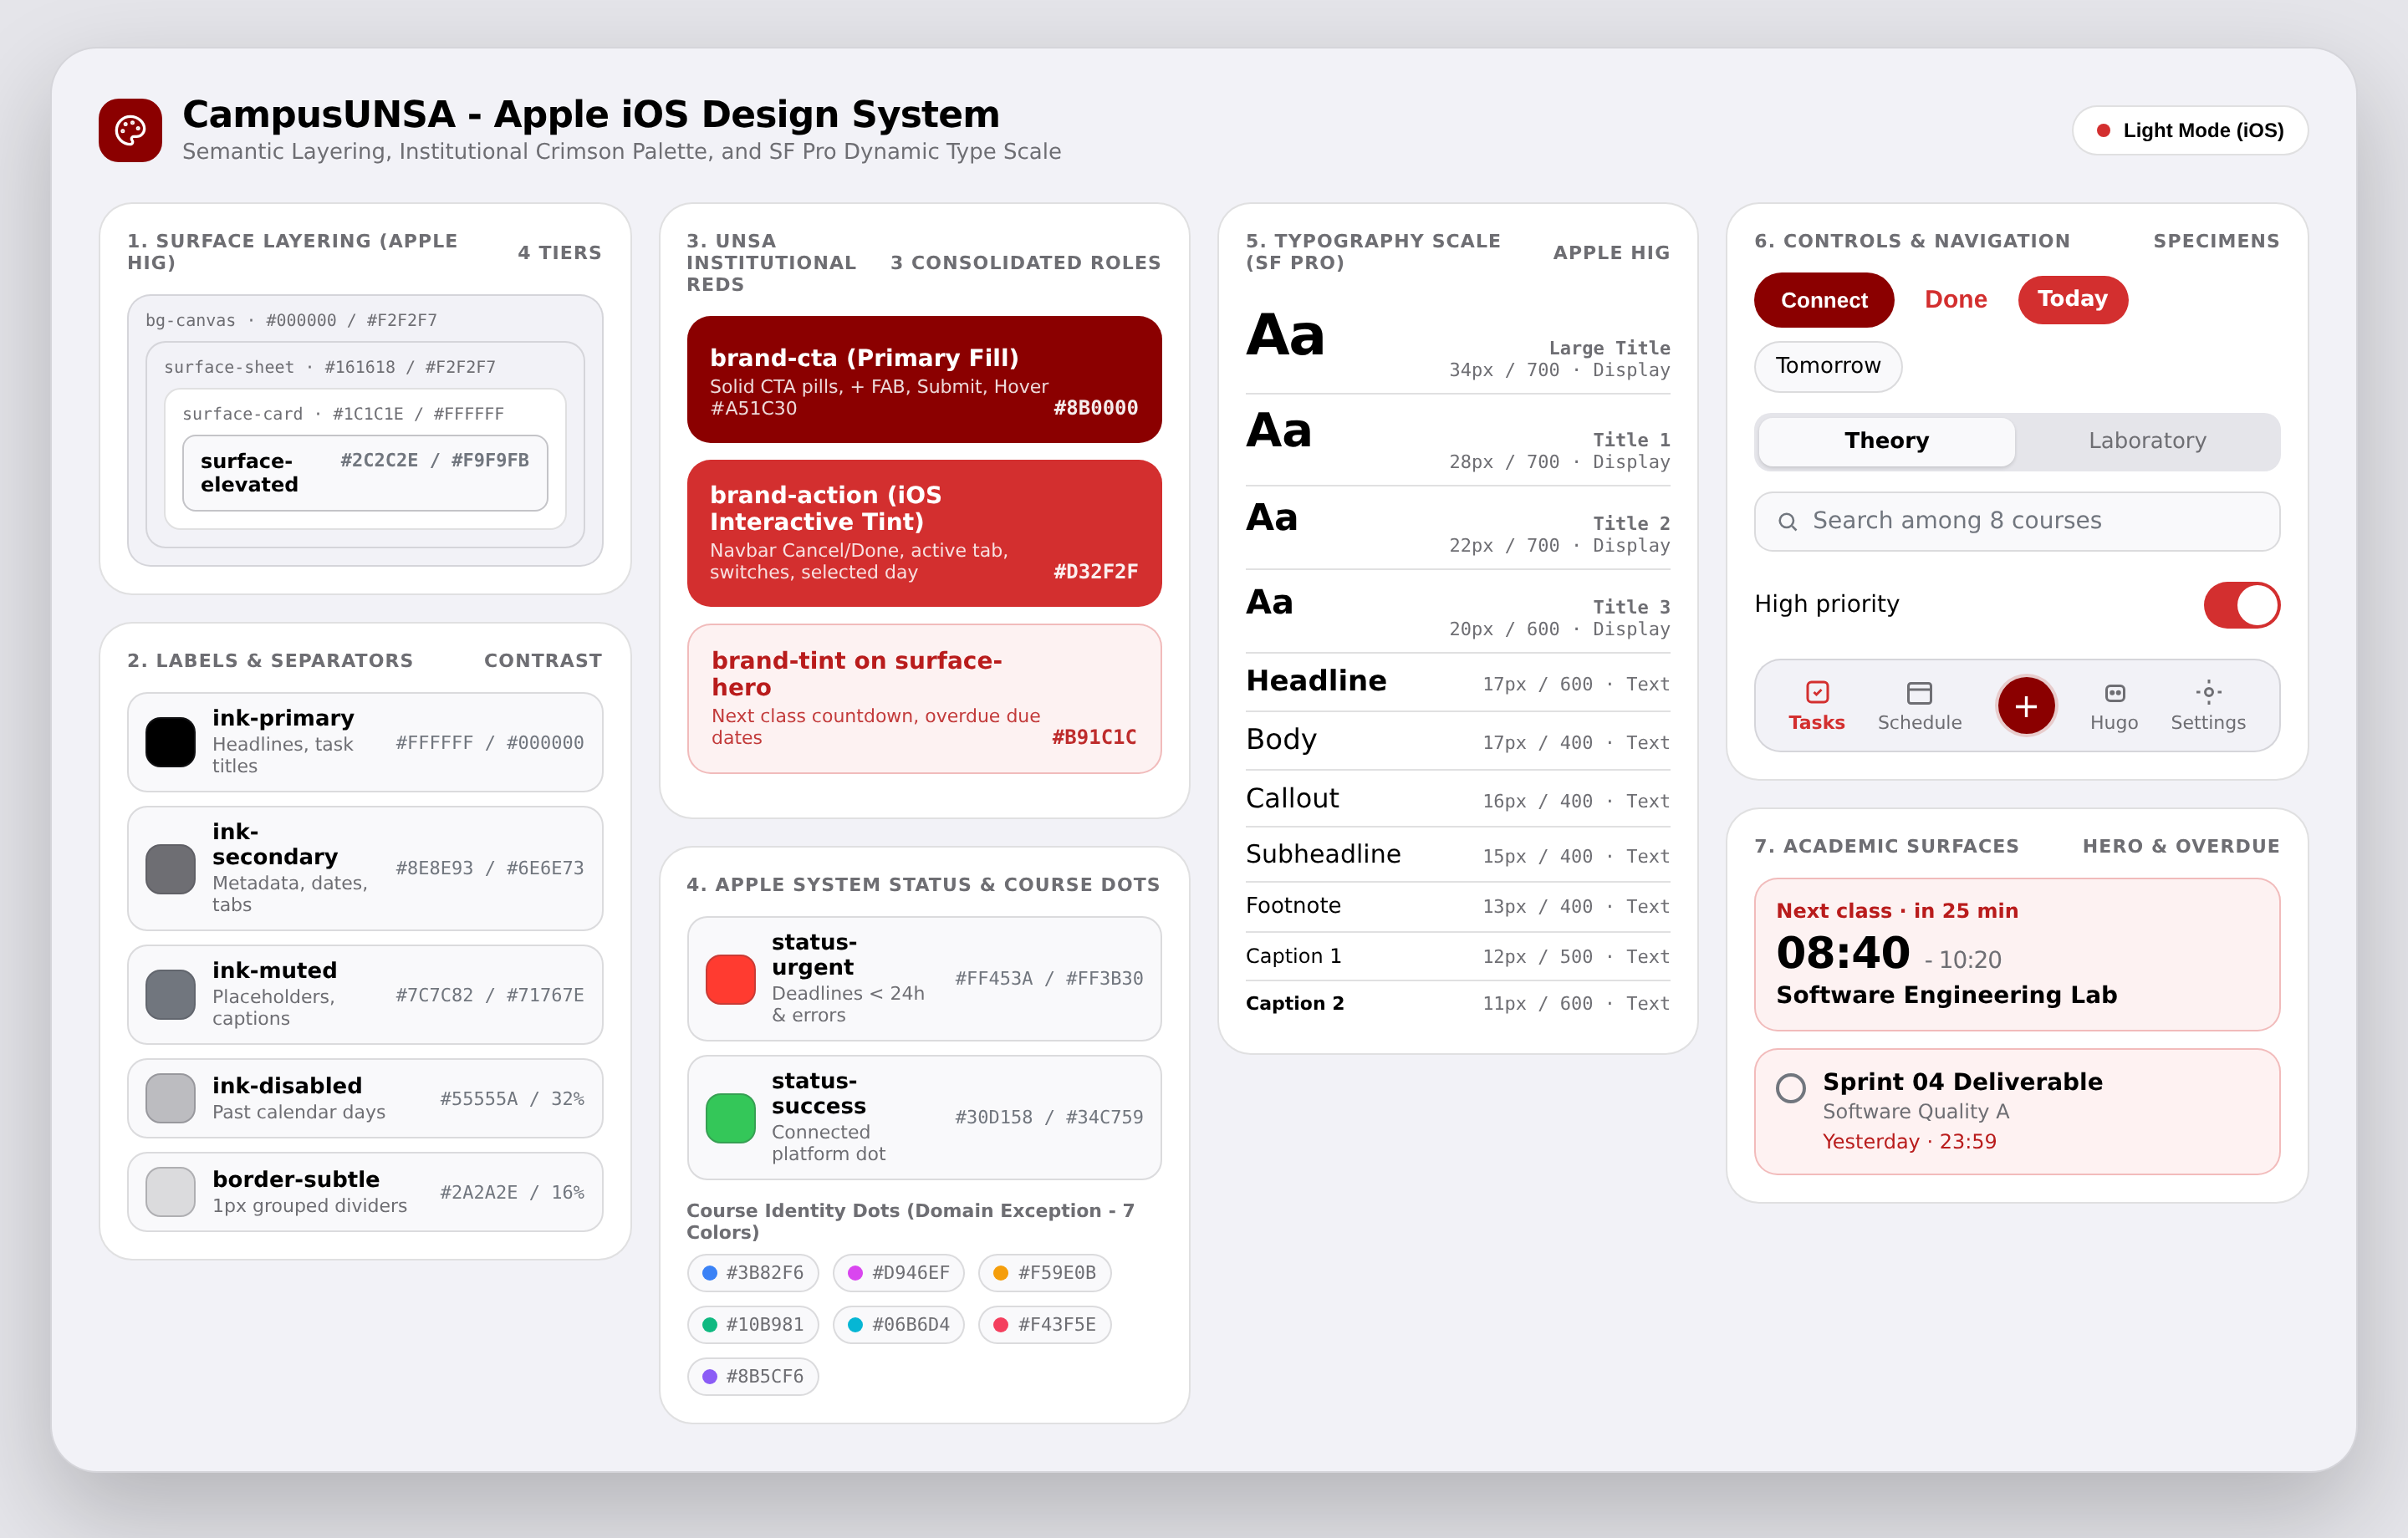 CampusUNSA - Apple iOS Design System
Semantic Layering, Institutional Crimson Palette, and SF Pro Dynamic Type Scale
Light Mode (iOS)
1. SURFACE LAYERING (APPLE
HIG)
4 TIERS
bg-canvas · #000000 / #F2F2F7
surface-sheet · #161618 / #F2F2F7
surface-card · #1C1C1E / #FFFFFF
surface-
elevated
#2C2C2E / #F9F9FB
2. LABELS & SEPARATORS
CONTRAST
ink-primary
Headlines, task
titles
#FFFFFF / #000000
ink-
secondary
Metadata, dates,
tabs
#8E8E93 / #6E6E73
ink-muted
Placeholders,
captions
#7C7C82 / #71767E
ink-disabled
Past calendar days
#55555A / 32%
border-subtle
1px grouped dividers
#2A2A2E / 16%
3. UNSA
INSTITUTIONAL
REDS
3 CONSOLIDATED ROLES
brand-cta (Primary Fill)
Solid CTA pills, + FAB, Submit, Hover
#A51C30
#8B0000
brand-action (iOS
Interactive Tint)
Navbar Cancel/Done, active tab,
switches, selected day
#D32F2F
brand-tint on surface-
hero
Next class countdown, overdue due
dates
#B91C1C
4. APPLE SYSTEM STATUS & COURSE DOTS
status-
urgent
Deadlines < 24h
& errors
#FF453A / #FF3B30
status-
success
Connected
platform dot
#30D158 / #34C759
Course Identity Dots (Domain Exception - 7
Colors)
#3B82F6
#D946EF
#F59E0B
#10B981
#06B6D4
#F43F5E
#8B5CF6
5. TYPOGRAPHY SCALE
(SF PRO)
APPLE HIG
Aa
Large Title
34px / 700 · Display
Aa
Title 1
28px / 700 · Display
Aa
Title 2
22px / 700 · Display
Aa
Title 3
20px / 600 · Display
Headline
17px / 600 · Text
Body
17px / 400 · Text
Callout
16px / 400 · Text
Subheadline
15px / 400 · Text
Footnote
13px / 400 · Text
Caption 1
12px / 500 · Text
Caption 2
11px / 600 · Text
6. CONTROLS & NAVIGATION
SPECIMENS
Connect
Done
Today
Tomorrow
Theory
Laboratory
Search among 8 courses
High priority
Tasks
Schedule
+
Hugo
Settings
7. ACADEMIC SURFACES
HERO & OVERDUE
Next class · in 25 min
08:40 - 10:20
Software Engineering Lab
Sprint 04 Deliverable
Software Quality A
Yesterday · 23:59